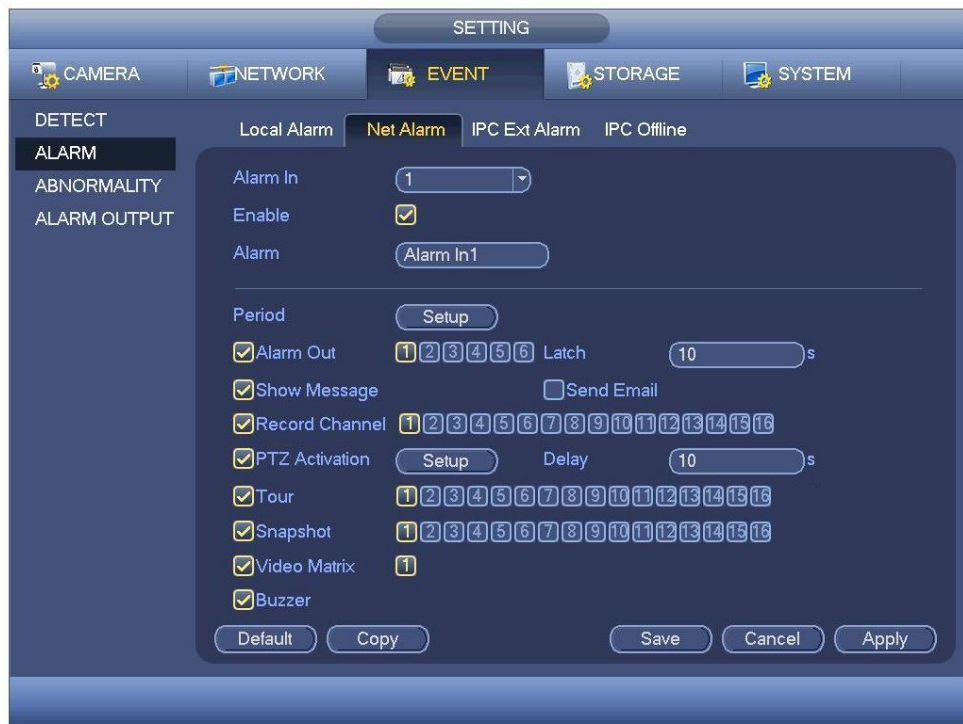 SETTING
CAMERA NETWORK EVENT STORAGE SYSTEM
DETECT
ALARM
ABNORMALITY
ALARM OUTPUT
Local Alarm Net Alarm IPC Ext Alarm IPC Offline
Alarm In 1
Enable
Alarm Alarm In1
Period Setup
Alarm Out 1 2 3 4 5 6 Latch 10 s
Show Message Send Email
Record Channel 1 2 3 4 5 6 7 8 9 10 11 12 13 14 15 16
PTZ Activation Setup Delay 10 s
Tour 1 2 3 4 5 6 7 8 9 10 11 12 13 14 15 16
Snapshot 1 2 3 4 5 6 7 8 9 10 11 12 13 14 15 16
Video Matrix 1
Buzzer
Default Copy Save Cancel Apply